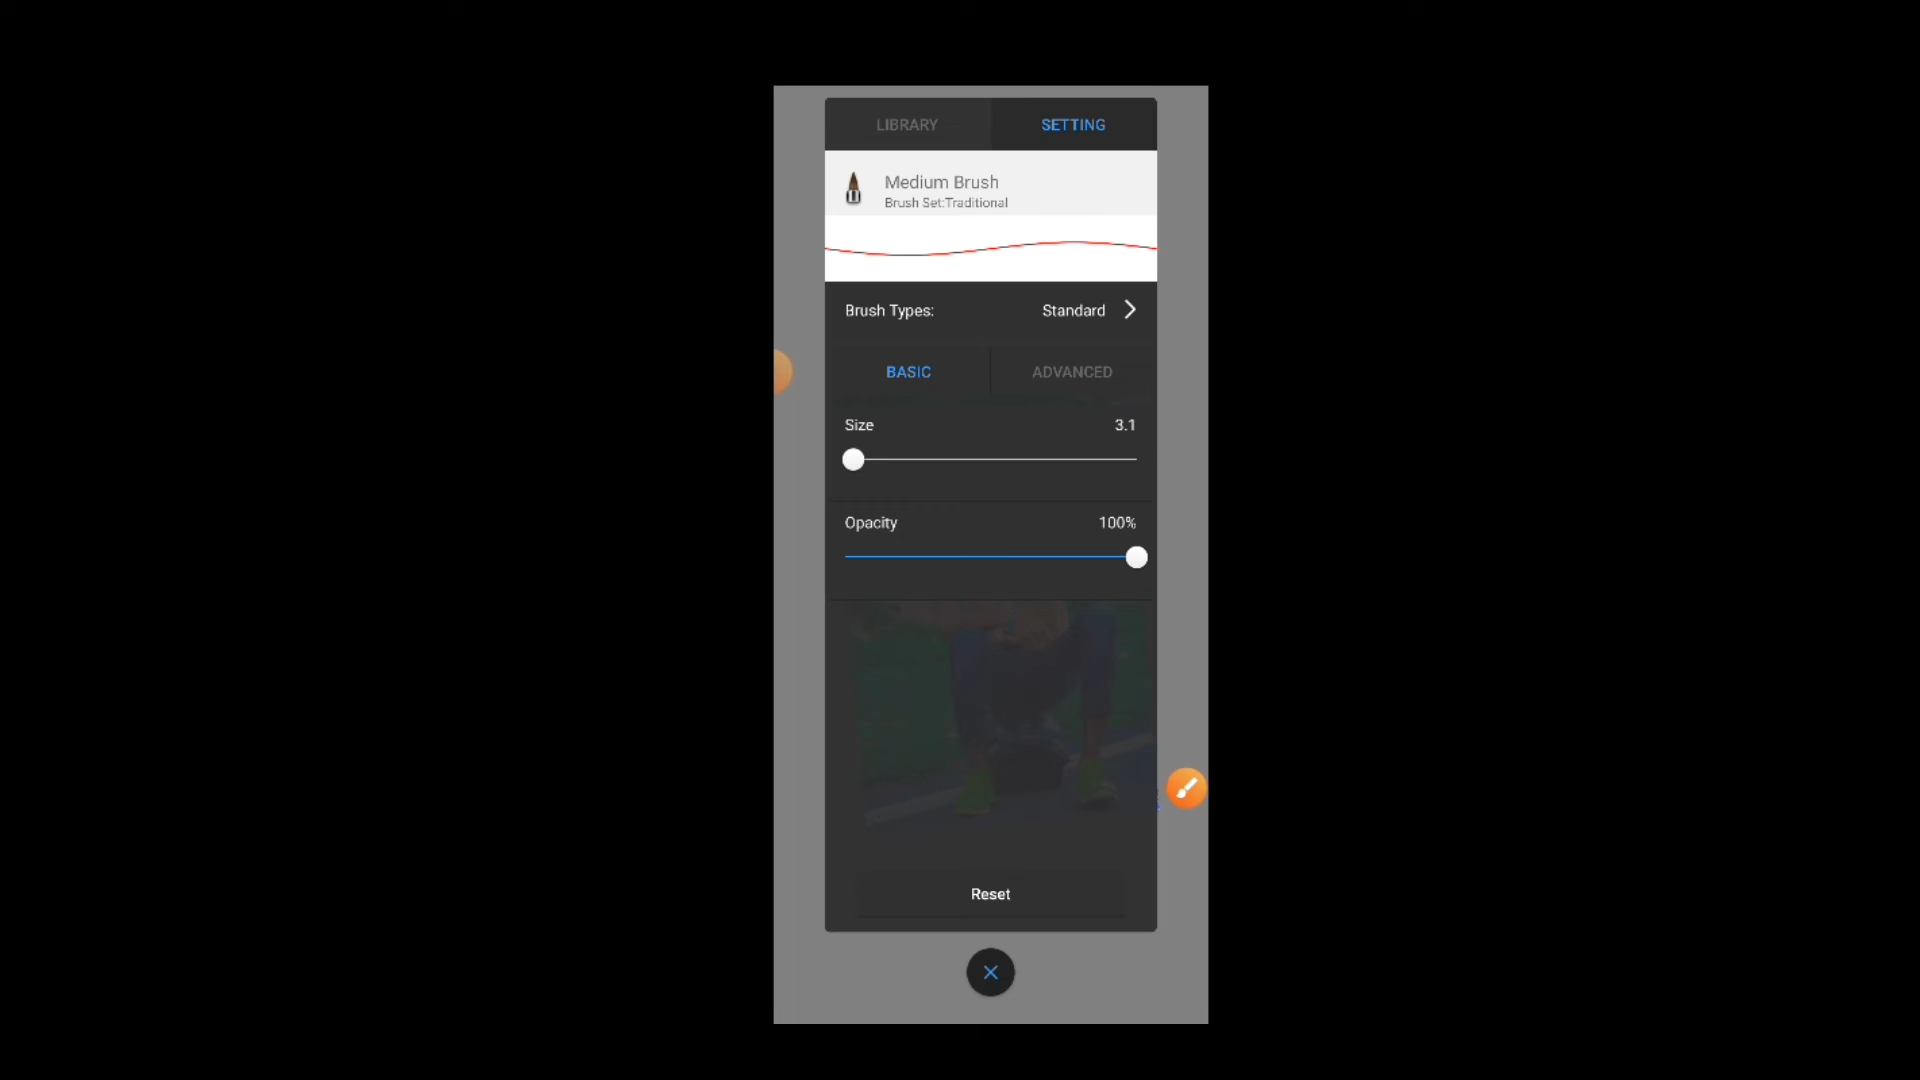 LIBRARY SETTING
Medium Brush
Brush Set:Traditional
Brush Types: Standard
BASIC ADVANCED
Size 3.1
Opacity 100%
Reset